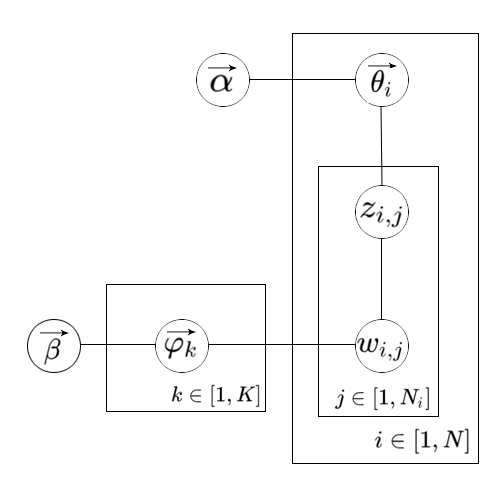 $\overrightarrow{\alpha}$
$\overrightarrow{\theta_i}$
$z_{i,j}$
$\overrightarrow{\beta}$
$\overrightarrow{\varphi_k}$
$w_{i,j}$
$k \in [1, K]$
$j \in [1, N_i]$
$i \in [1, N]$